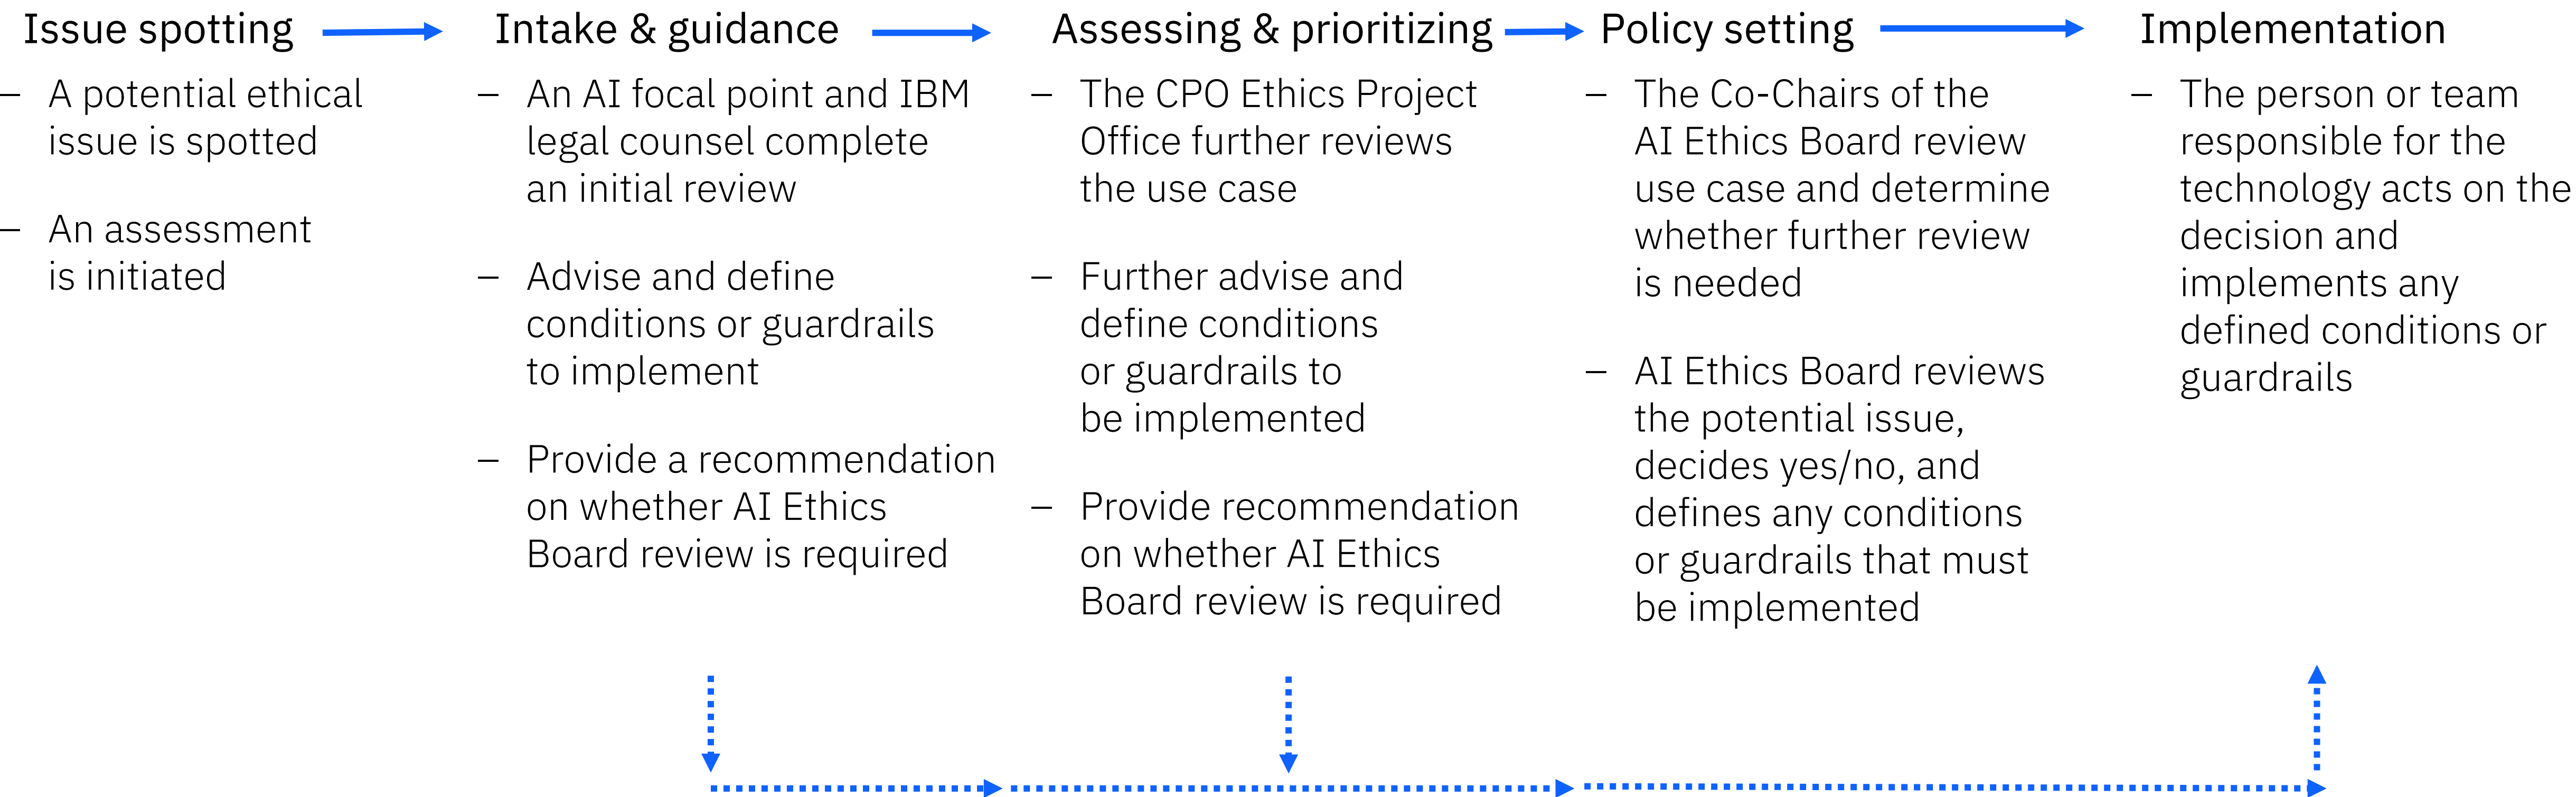 Issue spotting
– A potential ethical
issue is spotted
– An assessment
is initiated
Intake & guidance
– An AI focal point and IBM
legal counsel complete
an initial review
– Advise and define
conditions or guardrails
to implement
– Provide a recommendation
on whether AI Ethics
Board review is required
Assessing & prioritizing
– The CPO Ethics Project
Office further reviews
the use case
– Further advise and
define conditions
or guardrails to
be implemented
– Provide recommendation
on whether AI Ethics
Board review is required
Policy setting
– The Co-Chairs of the
AI Ethics Board review
use case and determine
whether further review
is needed
– AI Ethics Board reviews
the potential issue,
decides yes/no, and
defines any conditions
or guardrails that must
be implemented
Implementation
– The person or team
responsible for the
technology acts on the
decision and
implements any
defined conditions or
guardrails